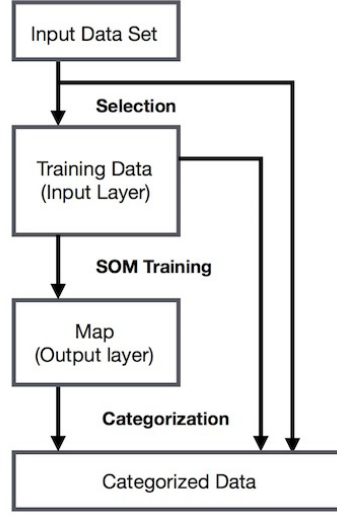 Input Data Set
Selection
Training Data
(Input Layer)
SOM Training
Map
(Output layer)
Categorization
Categorized Data